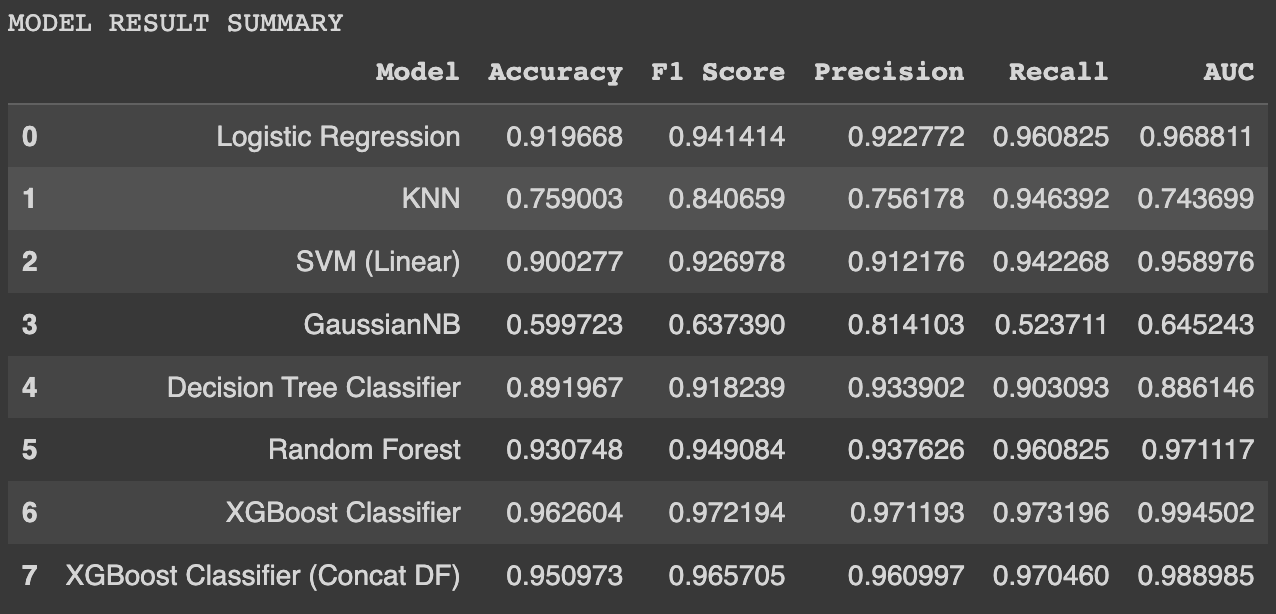 MODEL RESULT SUMMARY
Model Accuracy F1 Score Precision Recall AUC
0 Logistic Regression 0.919668 0.941414 0.922772 0.960825 0.968811
1 KNN 0.759003 0.840659 0.756178 0.946392 0.743699
2 SVM (Linear) 0.900277 0.926978 0.912176 0.942268 0.958976
3 GaussianNB 0.599723 0.637390 0.814103 0.523711 0.645243
4 Decision Tree Classifier 0.891967 0.918239 0.933902 0.903093 0.886146
5 Random Forest 0.930748 0.949084 0.937626 0.960825 0.971117
6 XGBoost Classifier 0.962604 0.972194 0.971193 0.973196 0.994502
7 XGBoost Classifier (Concat DF) 0.950973 0.965705 0.960997 0.970460 0.988985